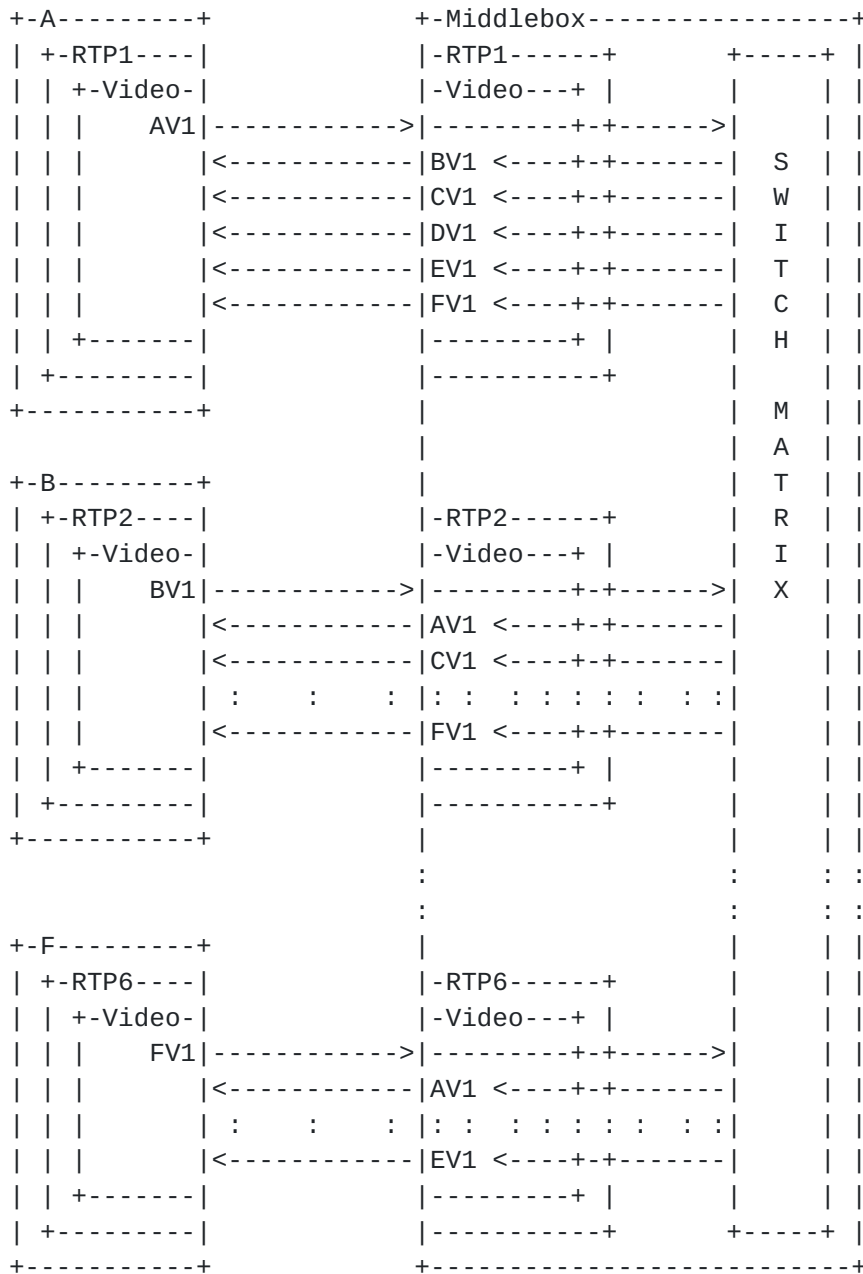 +-A---------+             +-Middlebox-----------------+
| +-RTP1----|             |-RTP1------+       +-----+ |
| | +-Video-|             |-Video---+ |       |     | |
| | |    AV1|------------>|---------+-+------>|     | |
| | |       |<------------|BV1 <----+-+-------|  S  | |
| | |       |<------------|CV1 <----+-+-------|  W  | |
| | |       |<------------|DV1 <----+-+-------|  I  | |
| | |       |<------------|EV1 <----+-+-------|  T  | |
| | |       |<------------|FV1 <----+-+-------|  C  | |
| | +-------|             |---------+ |       |  H  | |
| +---------|             |-----------+       |     | |
+-----------+             |                   |  M  | |
                          |                   |  A  | |
+-B---------+             |                   |  T  | |
| +-RTP2----|             |-RTP2------+       |  R  | |
| | +-Video-|             |-Video---+ |       |  I  | |
| | |    BV1|------------>|---------+-+------>|  X  | |
| | |       |<------------|AV1 <----+-+-------|     | |
| | |       |<------------|CV1 <----+-+-------|     | |
| | |       | :    :    : |: :  : : : : :  : :|     | |
| | |       |<------------|FV1 <----+-+-------|     | |
| | +-------|             |---------+ |       |     | |
| +---------|             |-----------+       |     | |
+-----------+             |                   |     | |
                          :                   :     : :
                          :                   :     : :
+-F---------+             |                   |     | |
| +-RTP6----|             |-RTP6------+       |     | |
| | +-Video-|             |-Video---+ |       |     | |
| | |    FV1|------------>|---------+-+------>|     | |
| | |       |<------------|AV1 <----+-+-------|     | |
| | |       | :    :    : |: :  : : : : :  : :|     | |
| | |       |<------------|EV1 <----+-+-------|     | |
| | +-------|             |---------+ |       |     | |
| +---------|             |-----------+       +-----+ |
+-----------+             +---------------------------+